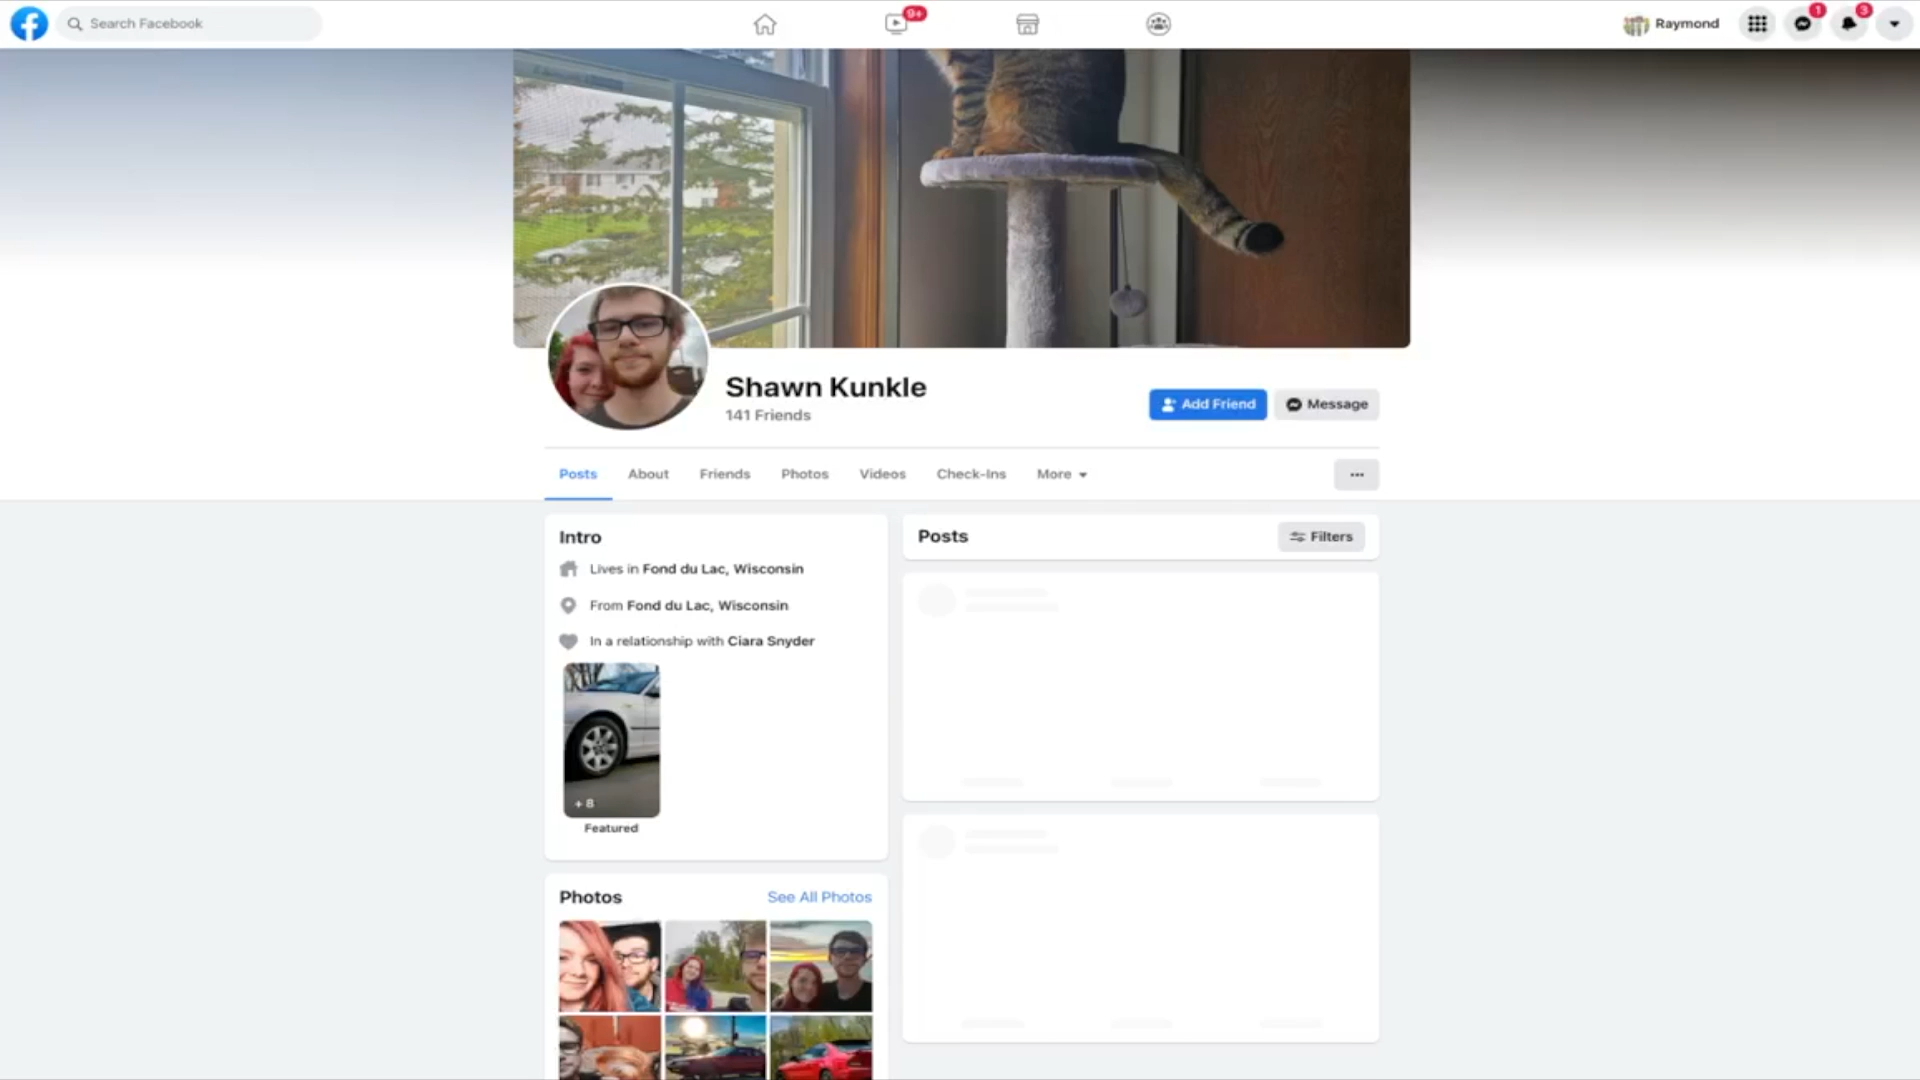 Search Facebook
9+
Raymond
1
3
Shawn Kunkle
141 Friends
Add Friend
Message
Posts
About
Friends
Photos
Videos
Check-Ins
More
Intro
Lives in Fond du Lac, Wisconsin
From Fond du Lac, Wisconsin
In a relationship with Ciara Snyder
+ 8
Featured
Photos
See All Photos
Posts
Filters